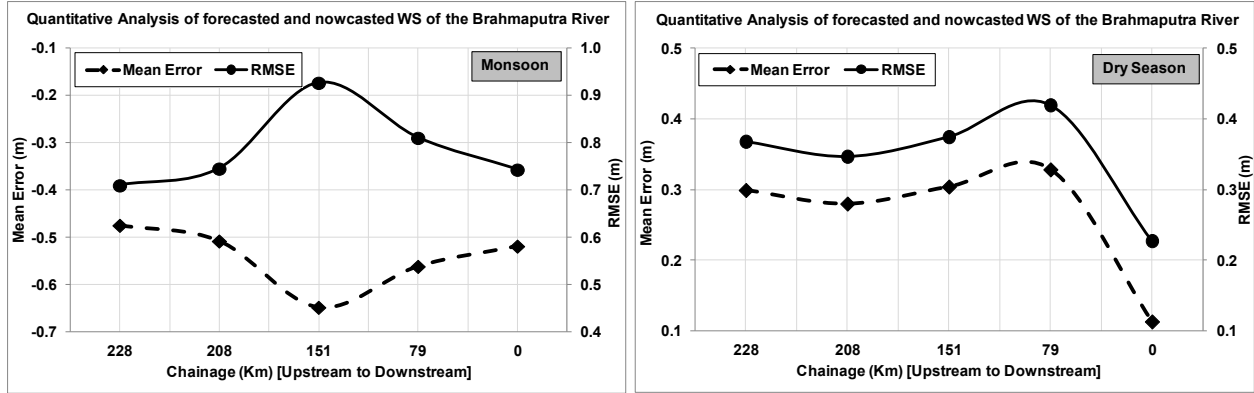 Quantitative Analysis of forecasted and nowcasted WS of the Brahmaputra River
Mean Error RMSE
Monsoon
Mean Error (m)
-0.1
-0.2
-0.3
-0.4
-0.5
-0.6
-0.7
RMSE (m)
1.0
0.9
0.8
0.7
0.6
0.5
0.4
228 208 151 79 0
Chainage (Km) [Upstream to Downstream]
Quantitative Analysis of forecasted and nowcasted WS of the Brahmaputra River
Mean Error RMSE
Dry Season
Mean Error (m)
0.5
0.4
0.3
0.2
0.1
RMSE (m)
0.5
0.4
0.3
0.2
0.1
228 208 151 79 0
Chainage (Km) [Upstream to Downstream]